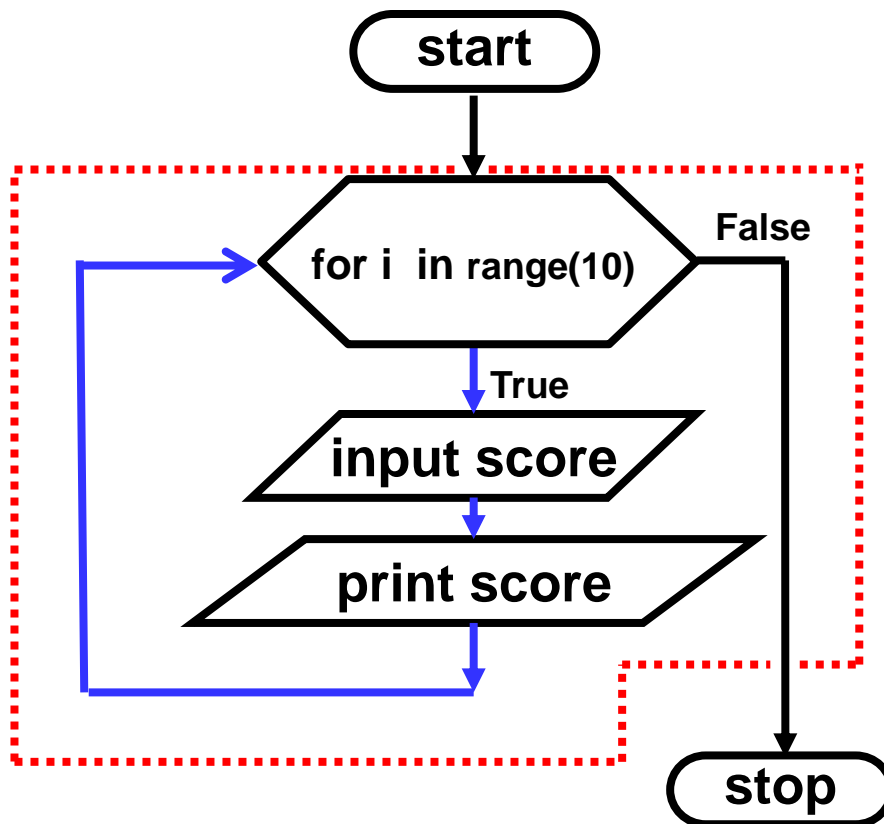 start
for i in range(10)
False
True
input score
print score
stop